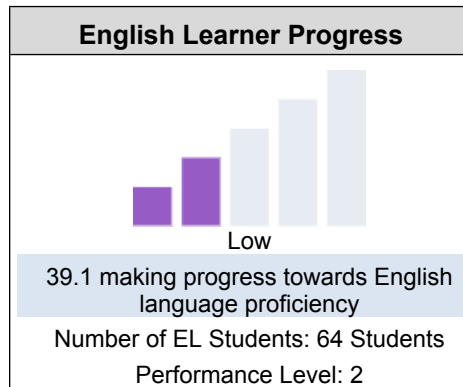 English Learner Progress
Low
39.1 making progress towards English
language proficiency
Number of EL Students: 64 Students
Performance Level: 2